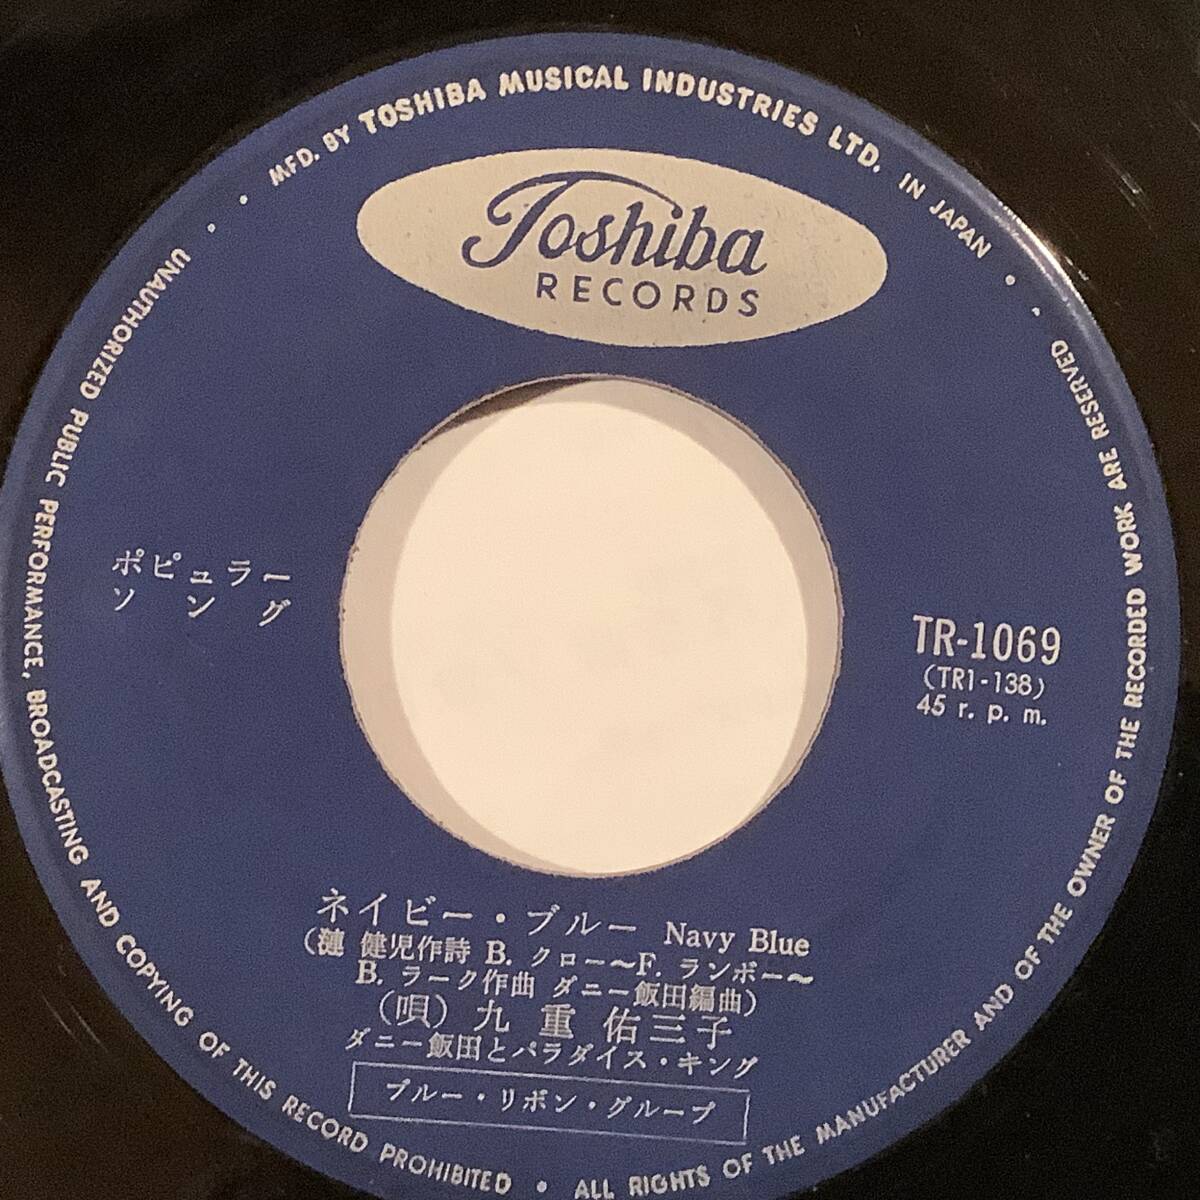 MFD. BY TOSHIBA MUSICAL INDUSTRIES LTD. IN JAPAN
Toshiba
RECORDS
ポピュラー
ソング
TR-1069
(TR1-138)
45 r. p. m.
ネイビー・ブルー Navy Blue
(漣 健児作詩 B. クロー〜F. ランボー〜
B. ラーク作曲 ダニー飯田編曲)
(唄) 九重佑三子
ダニー飯田とパラダイス・キング
ブルー・リボン・グループ
UNAUTHORIZED PUBLIC PERFORMANCE, BROADCASTING AND COPYING OF THIS RECORD PROHIBITED • ALL RIGHTS OF THE MANUFACTURER AND OF THE OWNER OF THE RECORDED WORK ARE RESERVED